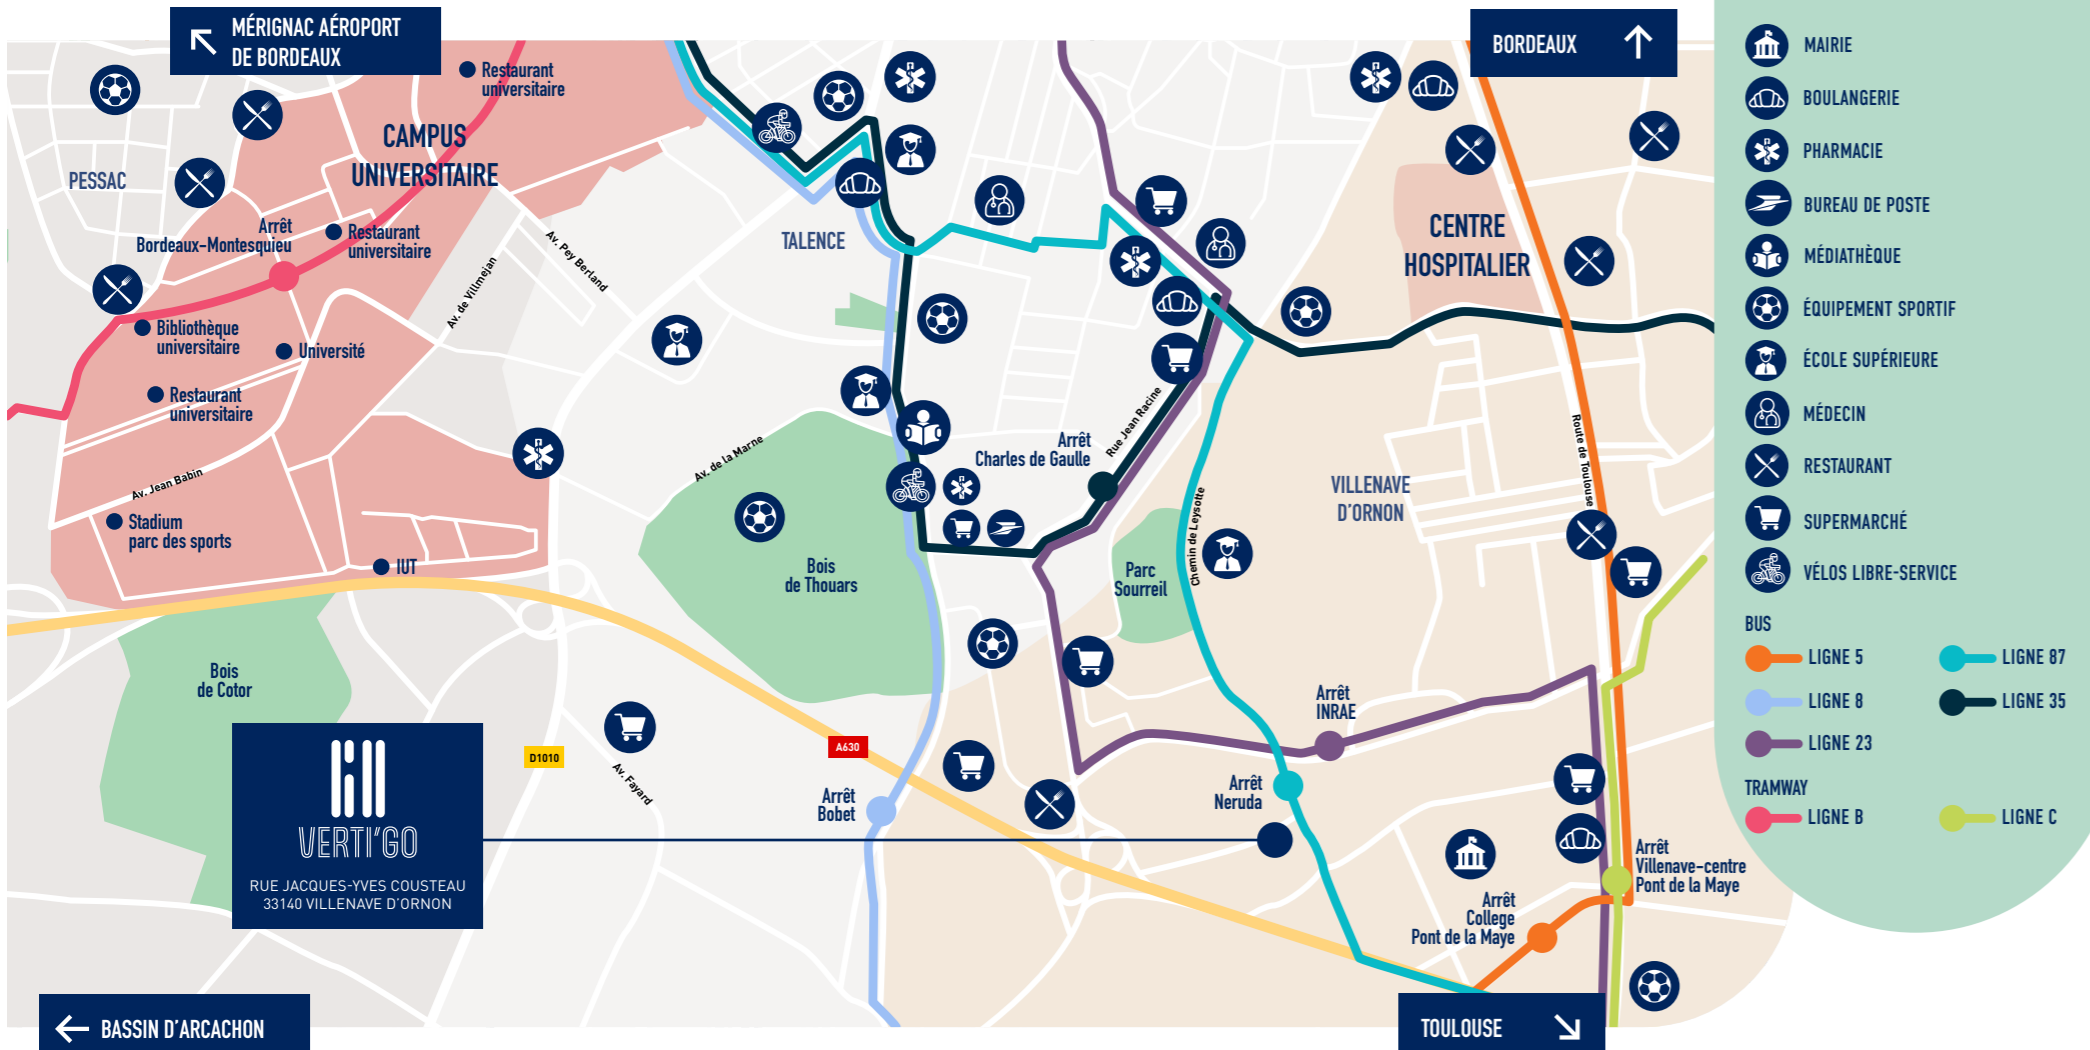 MÉRIGNAC AÉROPORT
DE BORDEAUX
BORDEAUX
Restaurant
universitaire
CAMPUS
UNIVERSITAIRE
PESSAC
Arrêt
Bordeaux-Montesquieu
Restaurant
universitaire
Av. Pey Berland
Av. de Villmejan
TALENCE
CENTRE
HOSPITALIER
Bibliothèque
universitaire
Université
Restaurant
universitaire
Av. Jean Babin
Stadium
parc des sports
IUT
Av. de la Marne
Arrêt
Charles de Gaulle
Rue Jean Racine
Chemin de Leysotte
Route de Toulouse
VILLENAVE
D'ORNON
Bois
de Thouars
Parc
Sourreil
Bois
de Cotor
Arrêt
INRAE
D1010
A630
Av. Fayard
Arrêt
Bobet
Arrêt
Neruda
VERTI'GO
RUE JACQUES-YVES COUSTEAU
33140 VILLENAVE D'ORNON
Arrêt
Villenave-centre
Pont de la Maye
Arrêt
College
Pont de la Maye
BASSIN D'ARCACHON
TOULOUSE
MAIRIE
BOULANGERIE
PHARMACIE
BUREAU DE POSTE
MÉDIATHÈQUE
ÉQUIPEMENT SPORTIF
ÉCOLE SUPÉRIEURE
MÉDECIN
RESTAURANT
SUPERMARCHÉ
VÉLOS LIBRE-SERVICE
BUS
LIGNE 5
LIGNE 87
LIGNE 8
LIGNE 35
LIGNE 23
TRAMWAY
LIGNE B
LIGNE C